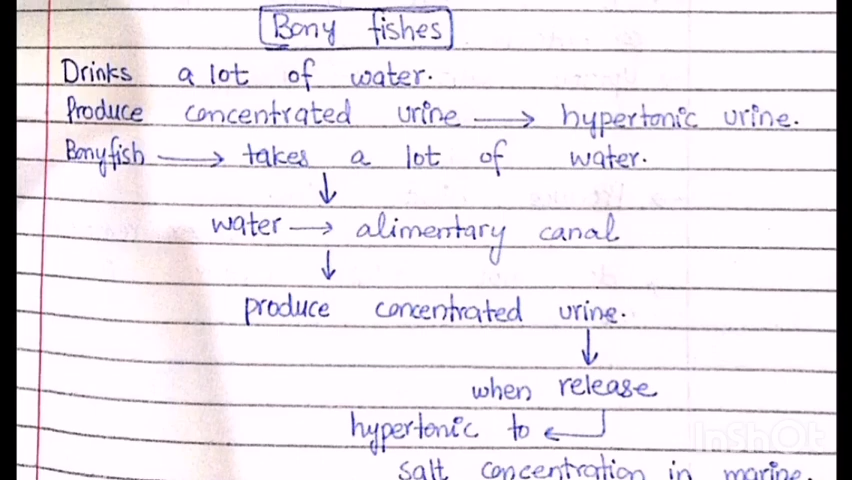 Bony fishes
Drinks a lot of water.
Produce concentrated urine → hypertonic urine.
Bonyfish → takes a lot of water.
↓
water → alimentary canal
↓
produce concentrated urine.
↓
when release
hypertonic to ←
salt concentration in marine.
InShOt